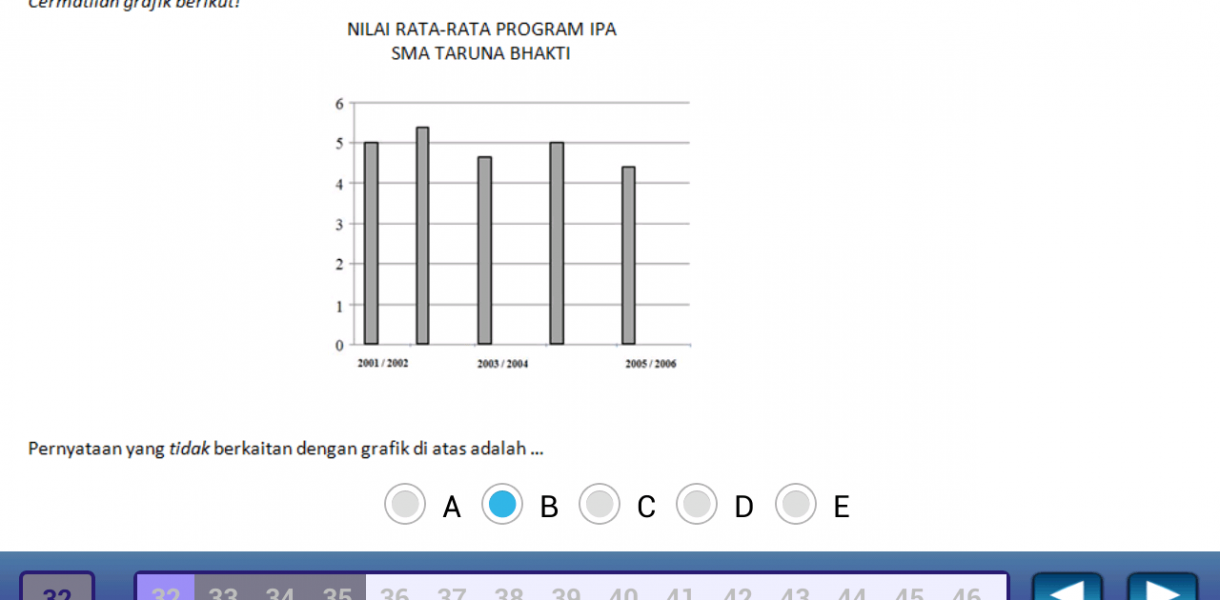 Cermatilah grafik berikut!
NILAI RATA-RATA PROGRAM IPA
SMA TARUNA BHAKTI
6
5
4
3
2
1
0
2001 / 2002 2003 / 2004 2005 / 2006
Pernyataan yang tidak berkaitan dengan grafik di atas adalah ...
A B C D E
32 32 33 34 35 36 37 38 39 40 41 42 43 44 45 46